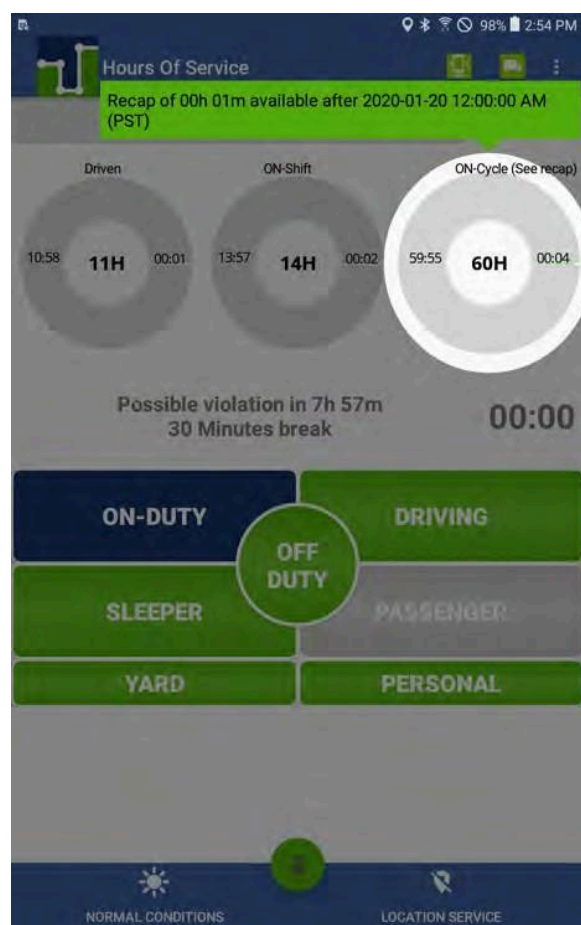 98% 2:54 PM
Hours Of Service
Recap of 00h 01m available after 2020-01-20 12:00:00 AM
(PST)
Driven
ON-Shift
ON-Cycle (See recap)
10:58 11H 00:01
13:57 14H 00:02
59:55 60H 00:04
Possible violation in 7h 57m
30 Minutes break
00:00
ON-DUTY
DRIVING
OFF
DUTY
SLEEPER
PASSENGER
YARD
PERSONAL
NORMAL CONDITIONS
LOCATION SERVICE